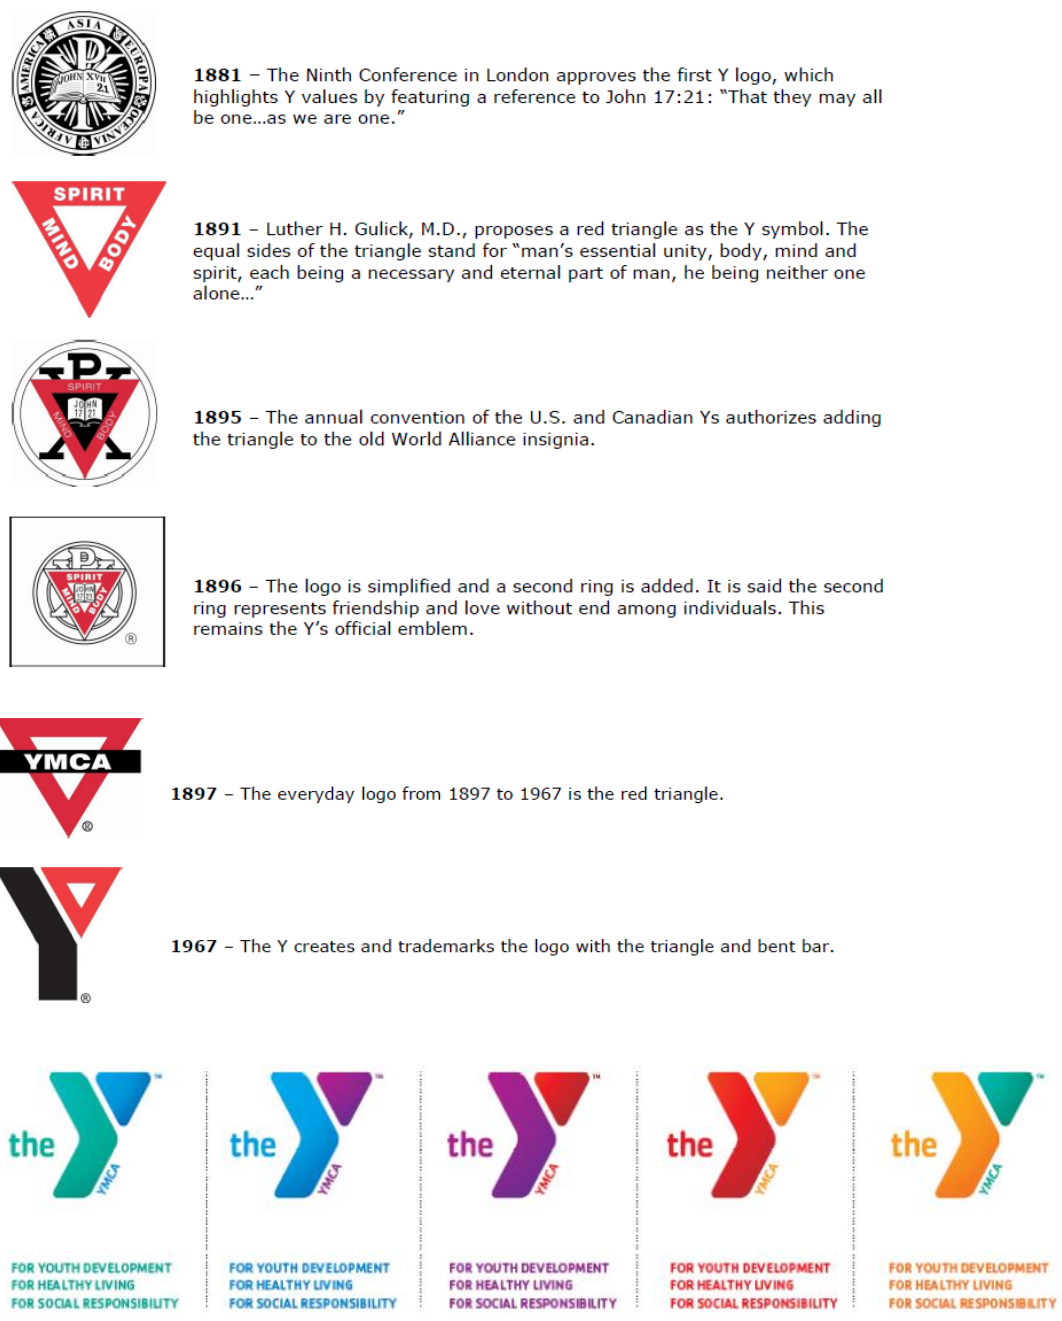 ASIA
EUROPA
OCEANIA
AFRICA
AMERICA
JOHN XVII
21
1881 – The Ninth Conference in London approves the first Y logo, which
highlights Y values by featuring a reference to John 17:21: “That they may all
be one…as we are one.”
SPIRIT
MIND
BODY
1891 – Luther H. Gulick, M.D., proposes a red triangle as the Y symbol. The
equal sides of the triangle stand for “man’s essential unity, body, mind and
spirit, each being a necessary and eternal part of man, he being neither one
alone…”
SPIRIT
MIND
BODY
JOHN
17 21
1895 – The annual convention of the U.S. and Canadian Ys authorizes adding
the triangle to the old World Alliance insignia.
SPIRIT
MIND
BODY
JOHN
17 21
®
1896 – The logo is simplified and a second ring is added. It is said the second
ring represents friendship and love without end among individuals. This
remains the Y’s official emblem.
YMCA
®
1897 – The everyday logo from 1897 to 1967 is the red triangle.
Y
®
1967 – The Y creates and trademarks the logo with the triangle and bent bar.
the Y ™
YMCA
FOR YOUTH DEVELOPMENT
FOR HEALTHY LIVING
FOR SOCIAL RESPONSIBILITY
the Y ™
YMCA
FOR YOUTH DEVELOPMENT
FOR HEALTHY LIVING
FOR SOCIAL RESPONSIBILITY
the Y ™
YMCA
FOR YOUTH DEVELOPMENT
FOR HEALTHY LIVING
FOR SOCIAL RESPONSIBILITY
the Y ™
YMCA
FOR YOUTH DEVELOPMENT
FOR HEALTHY LIVING
FOR SOCIAL RESPONSIBILITY
the Y ™
YMCA
FOR YOUTH DEVELOPMENT
FOR HEALTHY LIVING
FOR SOCIAL RESPONSIBILITY